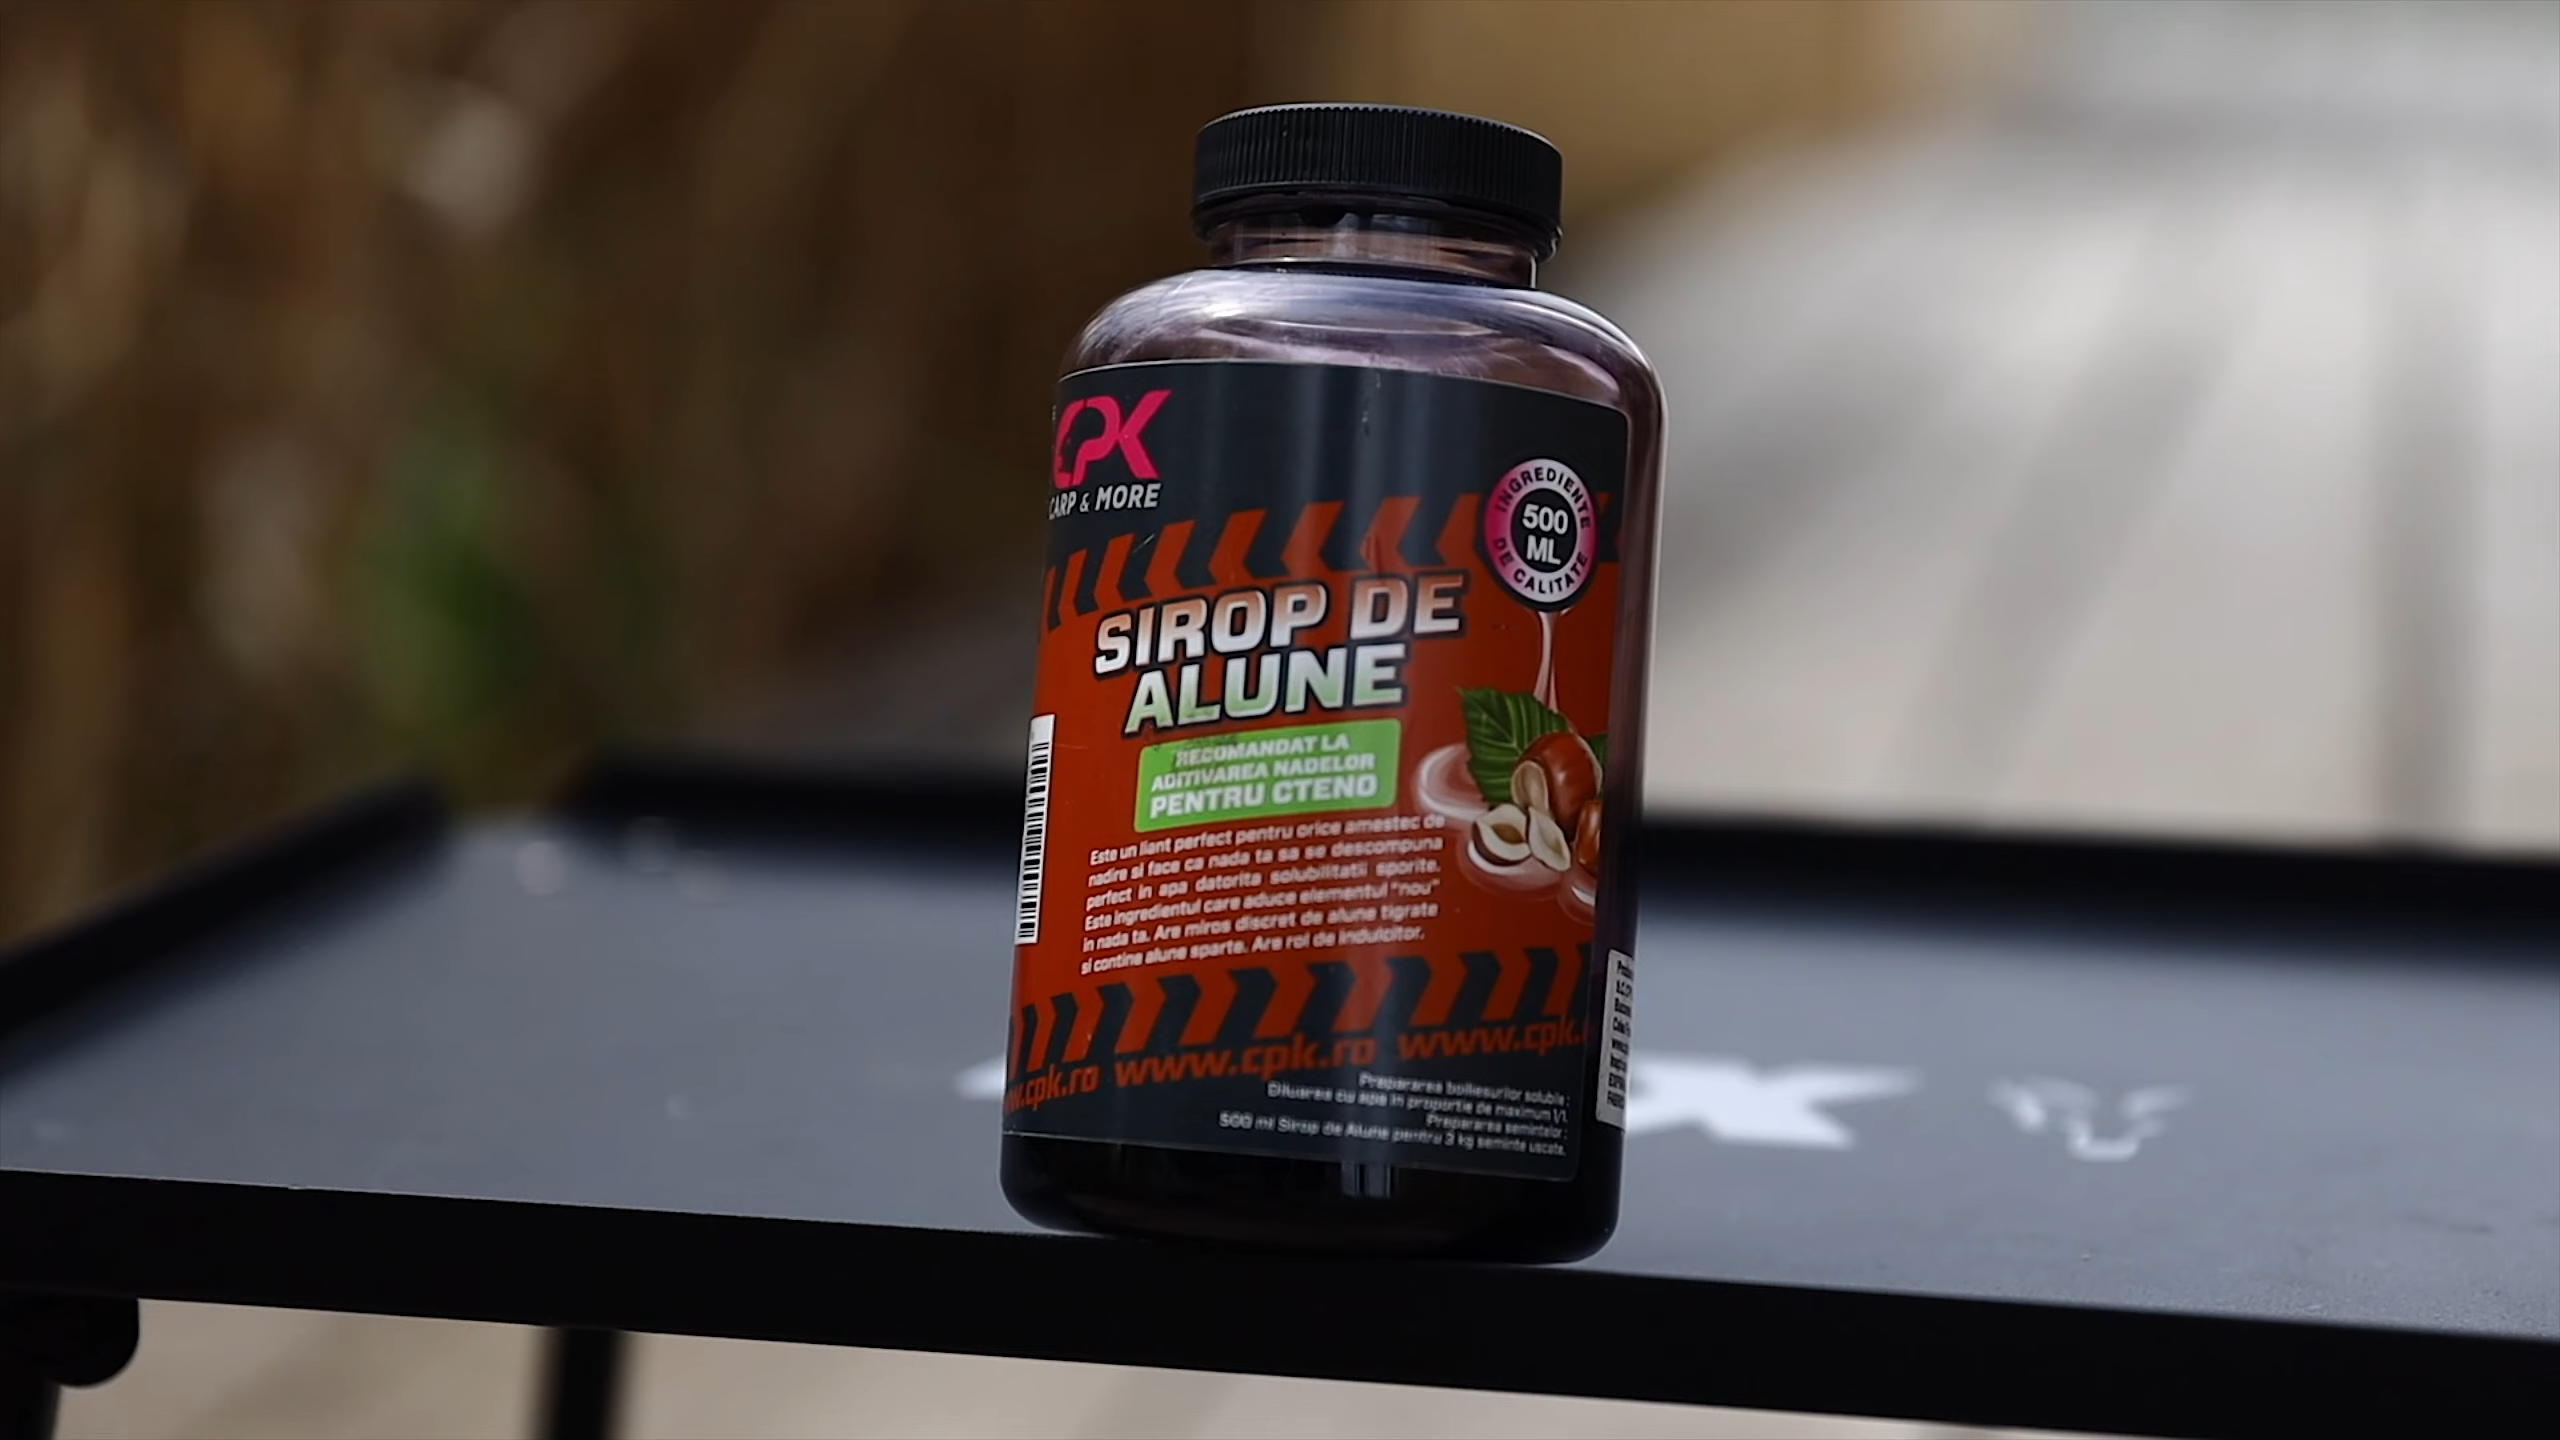 CPK
CARP & MORE
INGREDIENTE
500
ML
DE CALITATE
SIROP DE
ALUNE
RECOMANDAT LA
ADITIVAREA NADELOR
PENTRU CTENO
Este un liant perfect pentru orice amestec de
nadire si face ca nada ta sa se descompuna
perfect in apa datorita solubilitatii sporite.
Este ingredientul care aduce elementul "nou"
in nada ta. Are miros discret de alune tigrate
si contine alune sparte. Are rol de indulcitor.
www.cpk.ro www.cpk.
Prepararea boiliesurilor soluble:
Diluarea cu apa in proportie de maximum 1/1.
Prepararea semintelor:
500 ml Sirop de Alune pentru 3 kg seminte uscate.